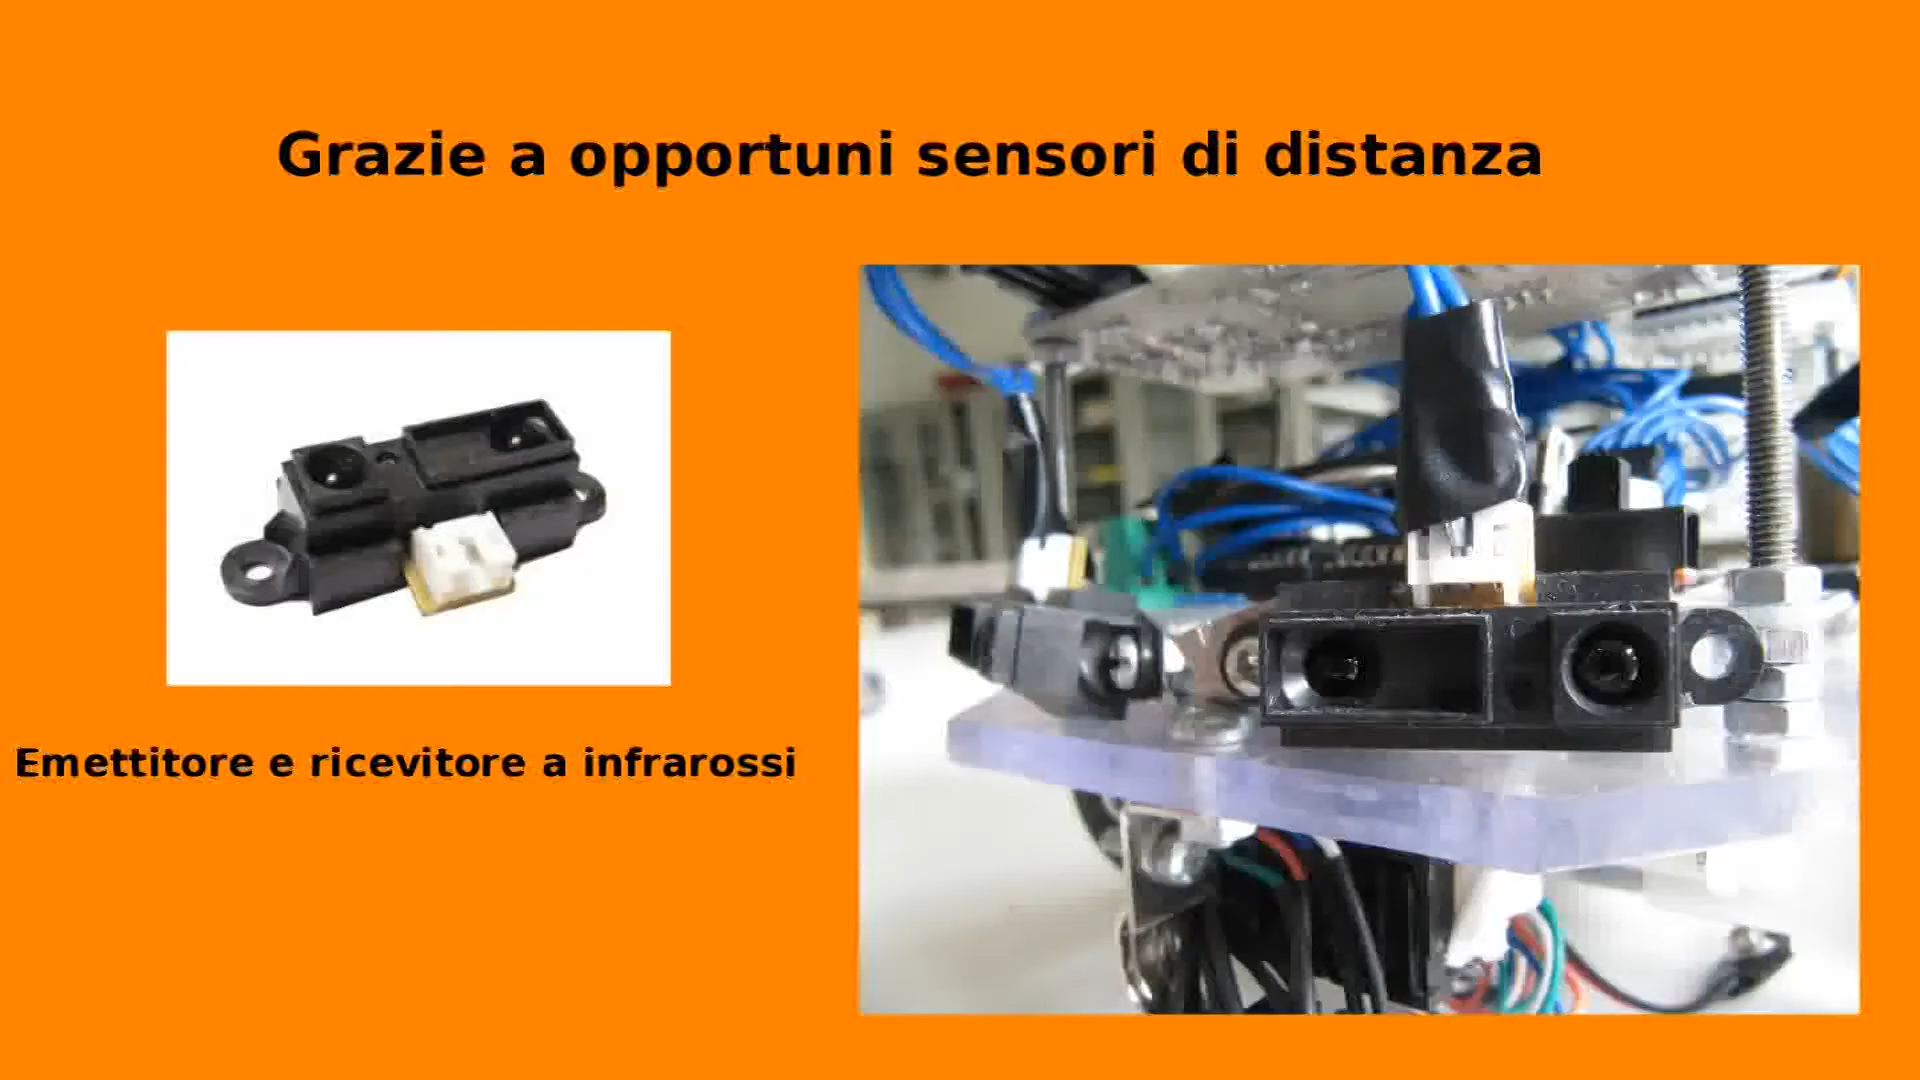 Grazie a opportuni sensori di distanza
Emettitore e ricevitore a infrarossi